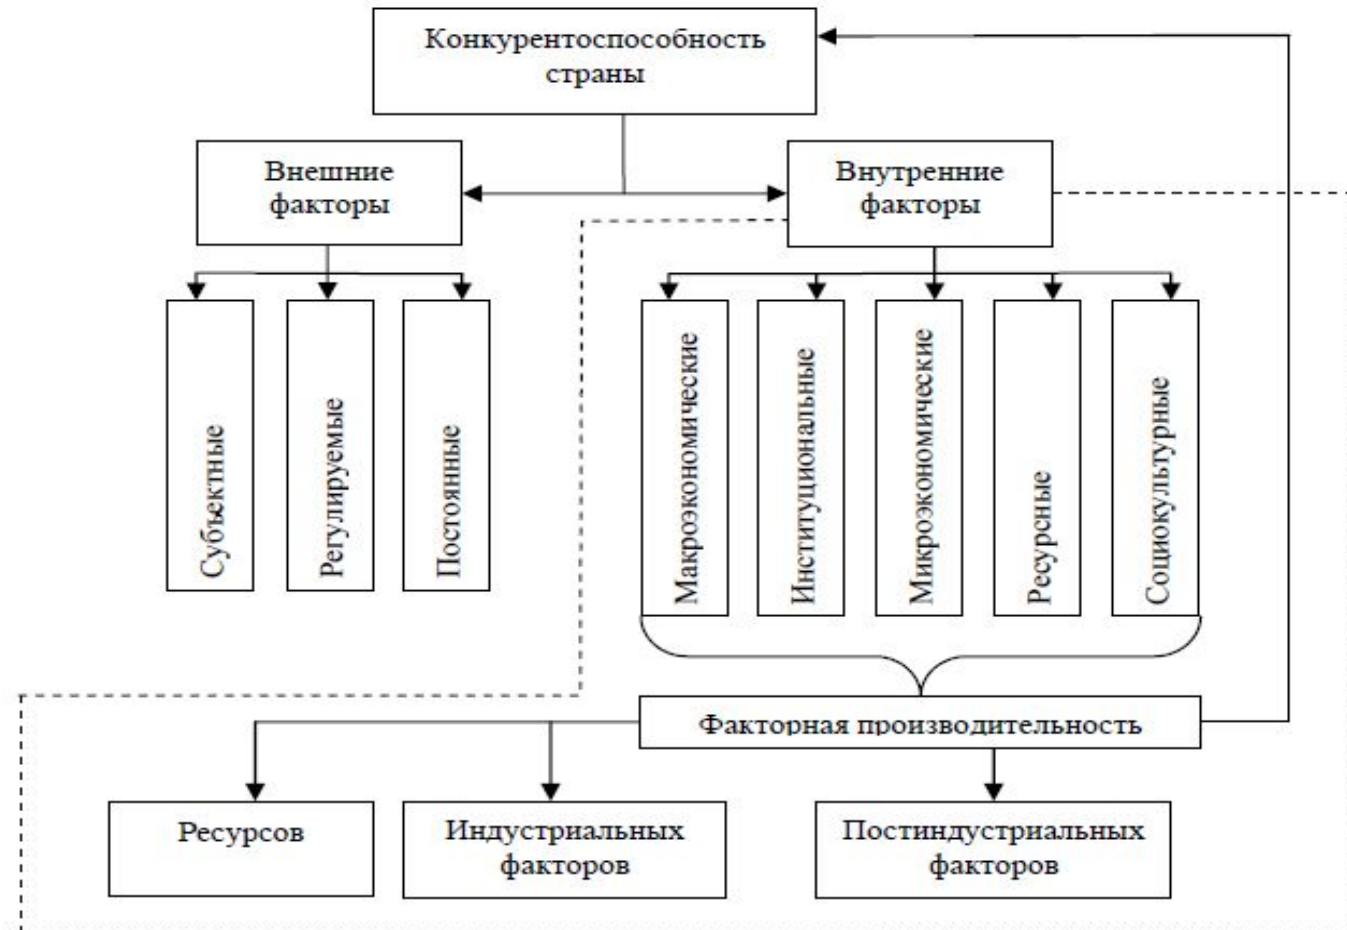 Конкурентоспособность
страны
Внешние
факторы
Внутренние
факторы
Субъектные
Регулируемые
Постоянные
Макроэкономические
Институциональные
Микроэкономические
Ресурсные
Социокультурные
Факторная производительность
Ресурсов
Индустриальных
факторов
Постиндустриальных
факторов